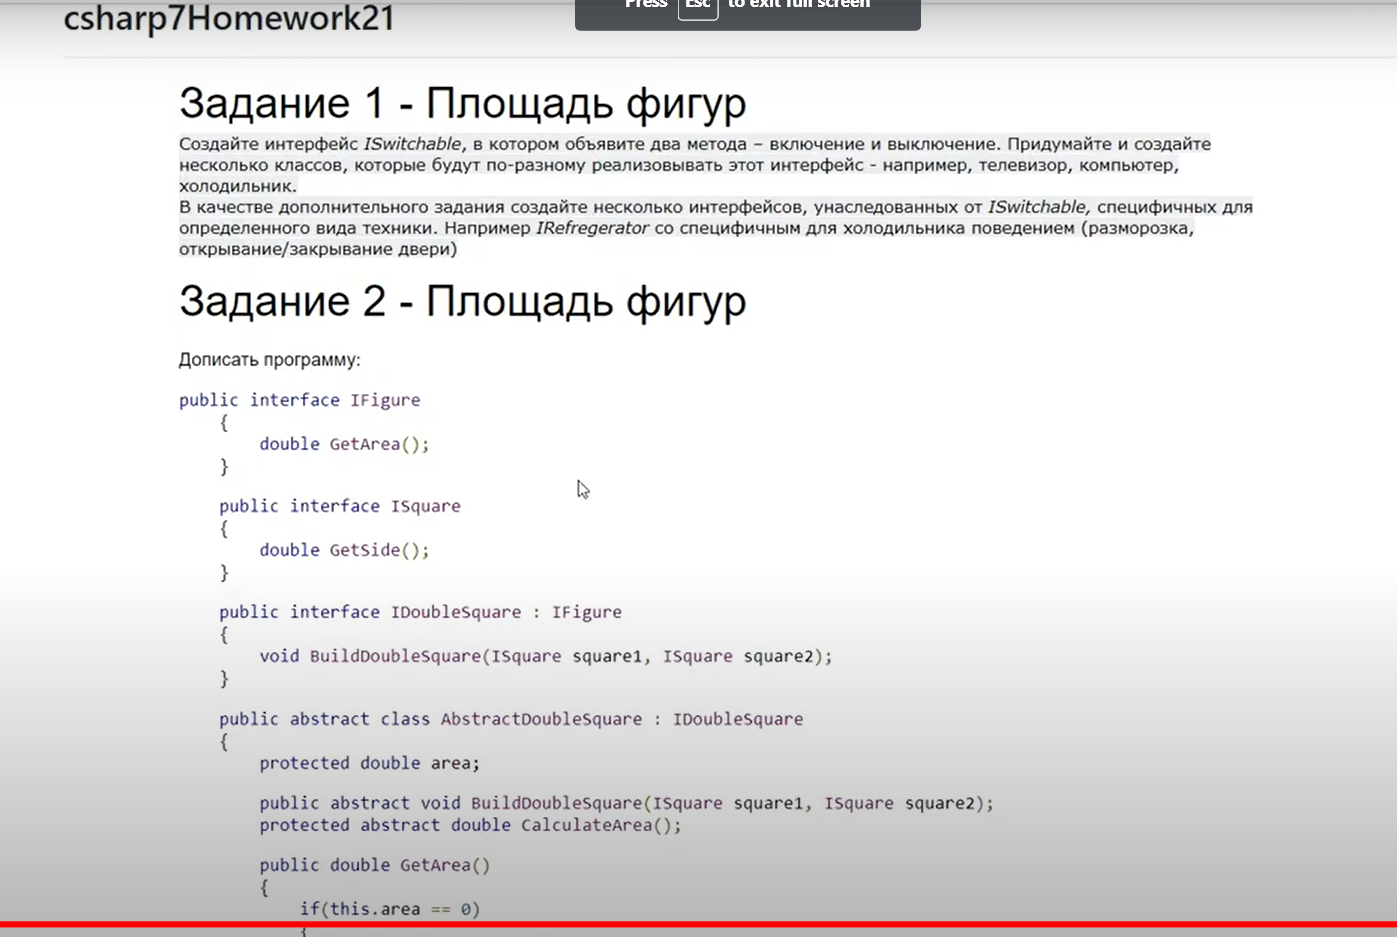 csharp7Homework21
Press Esc to exit full screen
Задание 1 - Площадь фигур
Создайте интерфейс ISwitchable, в котором объявите два метода – включение и выключение. Придумайте и создайте
несколько классов, которые будут по-разному реализовывать этот интерфейс - например, телевизор, компьютер,
холодильник.
В качестве дополнительного задания создайте несколько интерфейсов, унаследованных от ISwitchable, специфичных для
определенного вида техники. Например IRefregerator со специфичным для холодильника поведением (разморозка,
открывание/закрывание двери)
Задание 2 - Площадь фигур
Дописать программу:
public interface IFigure
{
double GetArea();
}
public interface ISquare
{
double GetSide();
}
public interface IDoubleSquare : IFigure
{
void BuildDoubleSquare(ISquare square1, ISquare square2);
}
public abstract class AbstractDoubleSquare : IDoubleSquare
{
protected double area;
public abstract void BuildDoubleSquare(ISquare square1, ISquare square2);
protected abstract double CalculateArea();
public double GetArea()
{
if(this.area == 0)
{